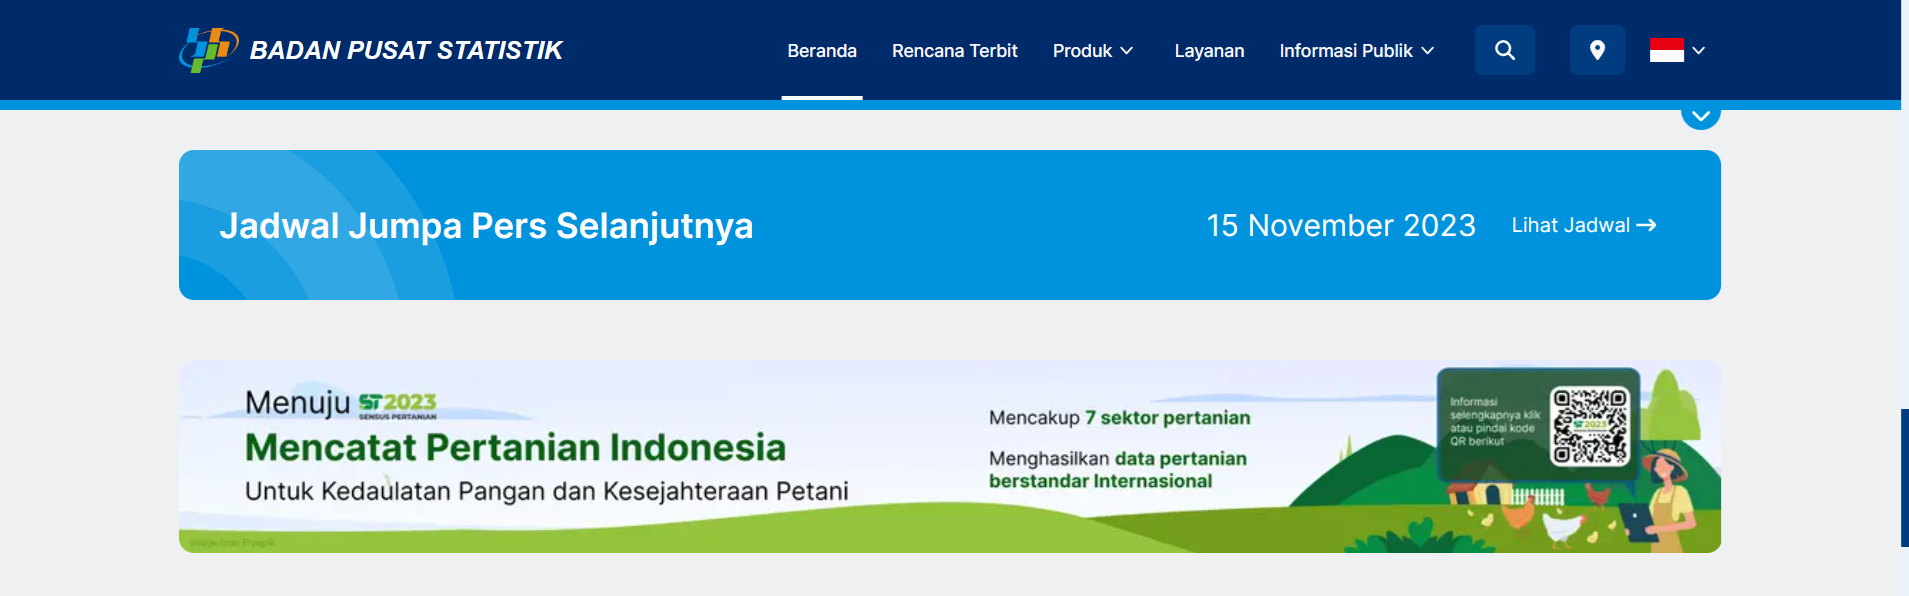 BADAN PUSAT STATISTIK
Beranda
Rencana Terbit
Produk
Layanan
Informasi Publik
Jadwal Jumpa Pers Selanjutnya
15 November 2023
Lihat Jadwal →
Menuju ST2023
SENSUS PERTANIAN
Mencatat Pertanian Indonesia
Untuk Kedaulatan Pangan dan Kesejahteraan Petani
Mencakup 7 sektor pertanian
Menghasilkan data pertanian
berstandar Internasional
Informasi
selengkapnya klik
atau pindai kode
QR berikut
ST2023
Image from Freepik